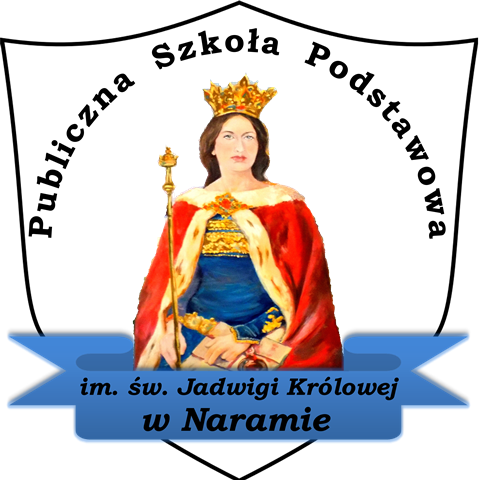 Publiczna Szkoła Podstawowa
im. św. Jadwigi Królowej
w Naramie